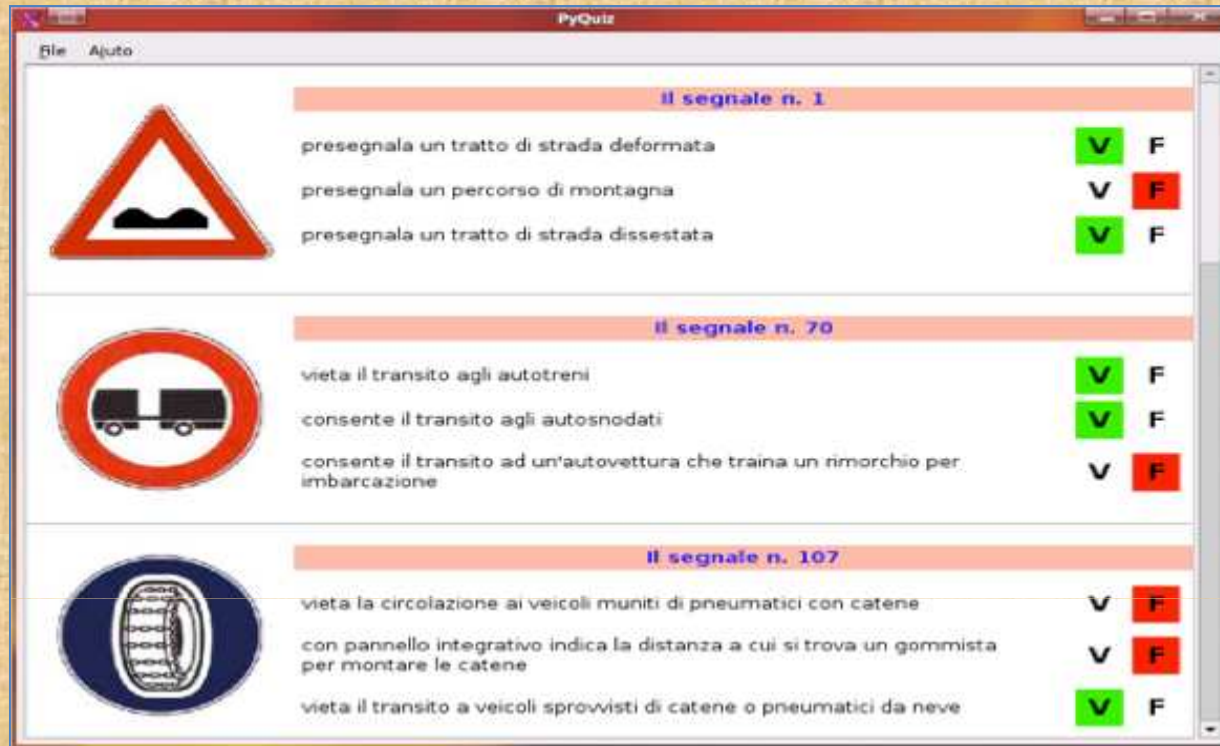 PyQuiz
File Ajuto
Il segnale n. 1
presegnala un tratto di strada deformata V F
presegnala un percorso di montagna V F
presegnala un tratto di strada dissestata V F
Il segnale n. 70
vieta il transito agli autotreni V F
consente il transito agli autosnodati V F
consente il transito ad un'autovettura che traina un rimorchio per
imbarcazione V F
Il segnale n. 107
vieta la circolazione ai veicoli muniti di pneumatici con catene V F
con pannello integrativo indica la distanza a cui si trova un gommista
per montare le catene V F
vieta il transito a veicoli sprovvisti di catene o pneumatici da neve V F